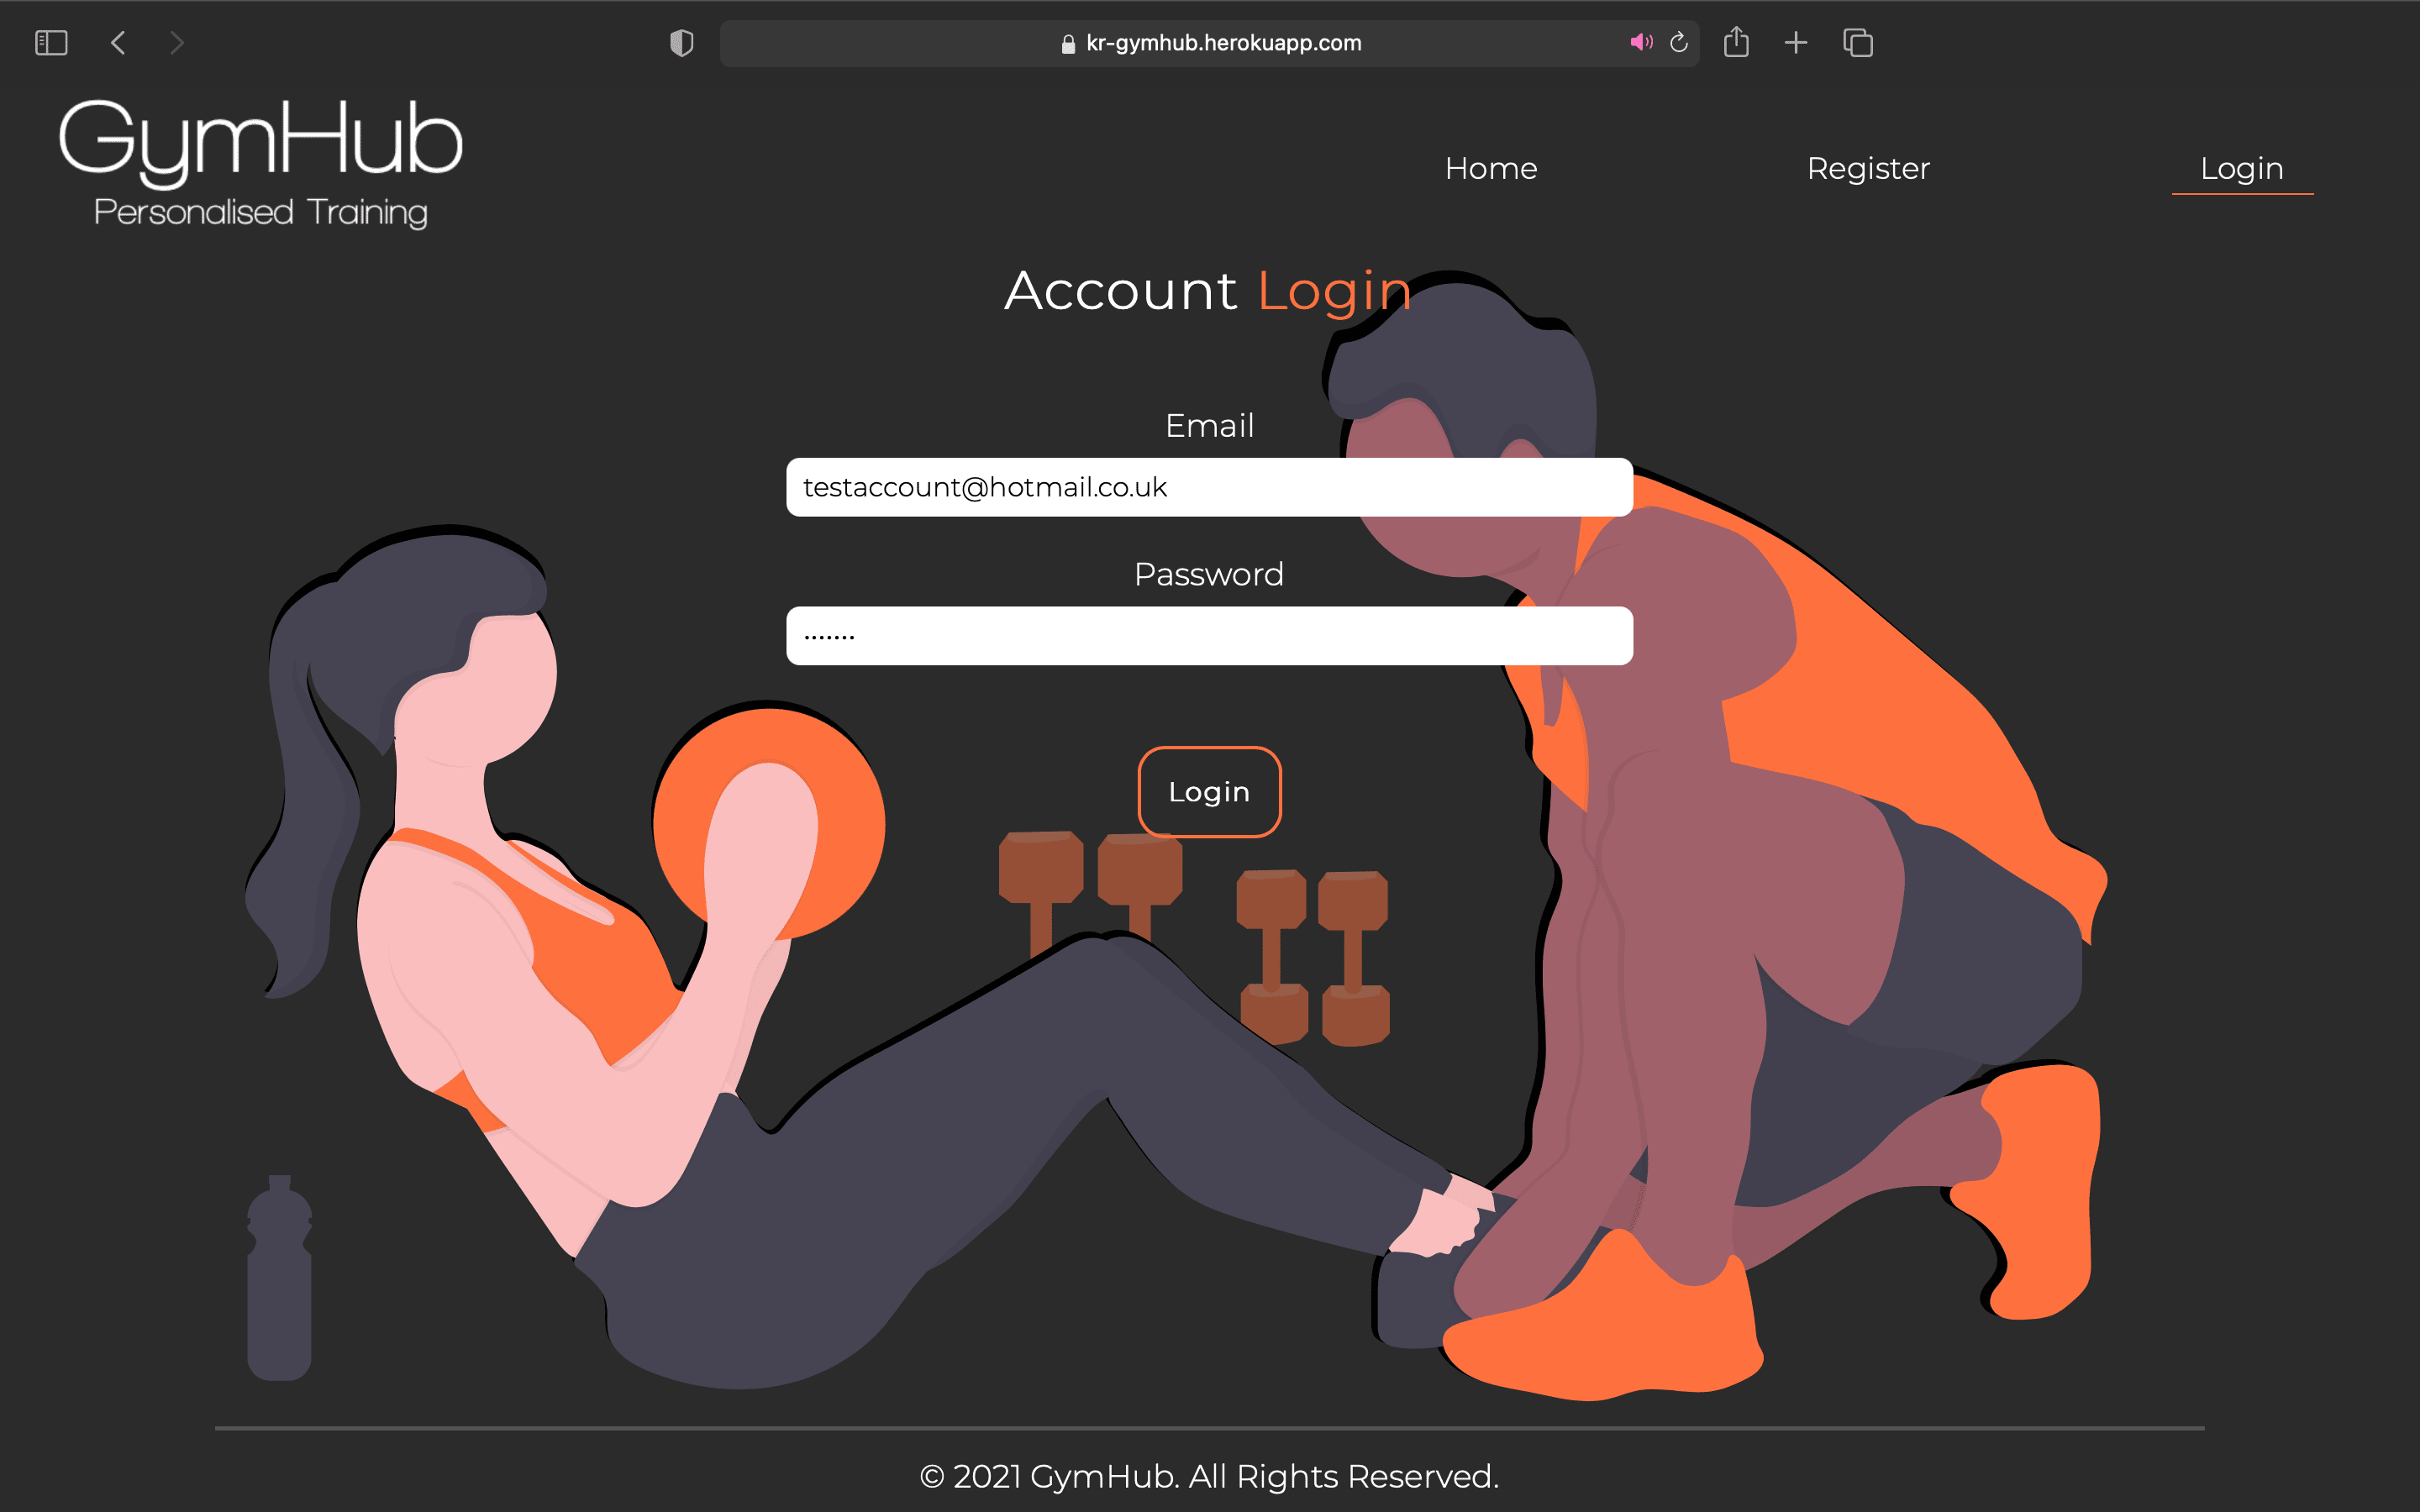 kr-gymhub.herokuapp.com
GymHub
Personalised Training
Home Register Login
Account Login
Email
testaccount@hotmail.co.uk
Password
•••••••
Login
© 2021 GymHub. All Rights Reserved.